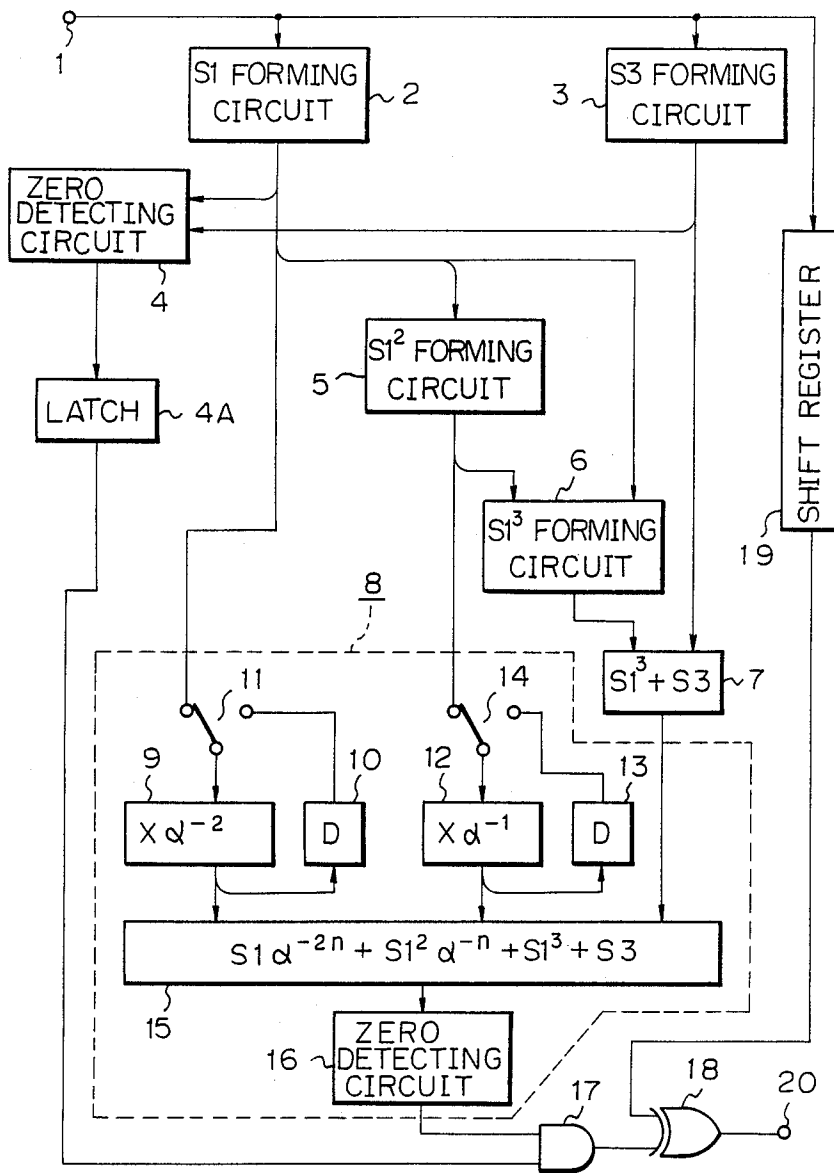 1
S1 FORMING
CIRCUIT
2
3
S3 FORMING
CIRCUIT
ZERO
DETECTING
CIRCUIT
4
S1² FORMING
CIRCUIT
5
LATCH
4A
6
S1³ FORMING
CIRCUIT
SHIFT REGISTER
19
8
S1³ + S3
7
11
14
9
10
12
13
X α⁻²
D
X α⁻¹
D
S1 α⁻²ⁿ + S1² α⁻ⁿ + S1³ + S3
15
ZERO
DETECTING
CIRCUIT
16
17
18
20